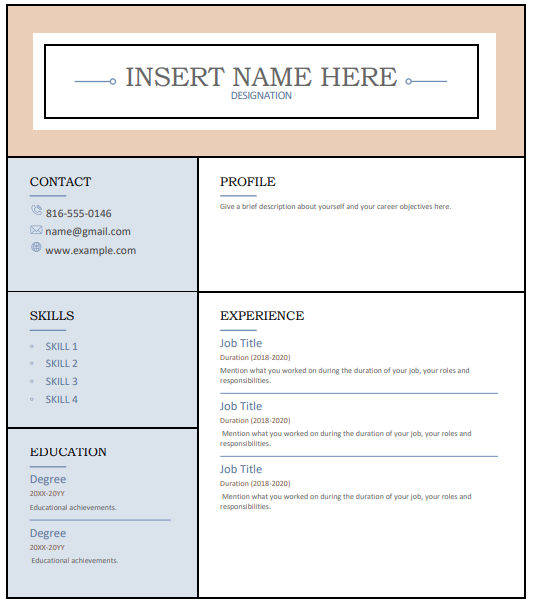 INSERT NAME HERE
DESIGNATION
CONTACT
816-555-0146
name@gmail.com
www.example.com
PROFILE
Give a brief description about yourself and your career objectives here.
SKILLS
SKILL 1
SKILL 2
SKILL 3
SKILL 4
EDUCATION
Degree
20XX-20YY
Educational achievements.
Degree
20XX-20YY
Educational achievements.
EXPERIENCE
Job Title
Duration (2018-2020)
Mention what you worked on during the duration of your job, your roles and
responsibilities.
Job Title
Duration (2018-2020)
Mention what you worked on during the duration of your job, your roles and
responsibilities.
Job Title
Duration (2018-2020)
Mention what you worked on during the duration of your job, your roles and
responsibilities.